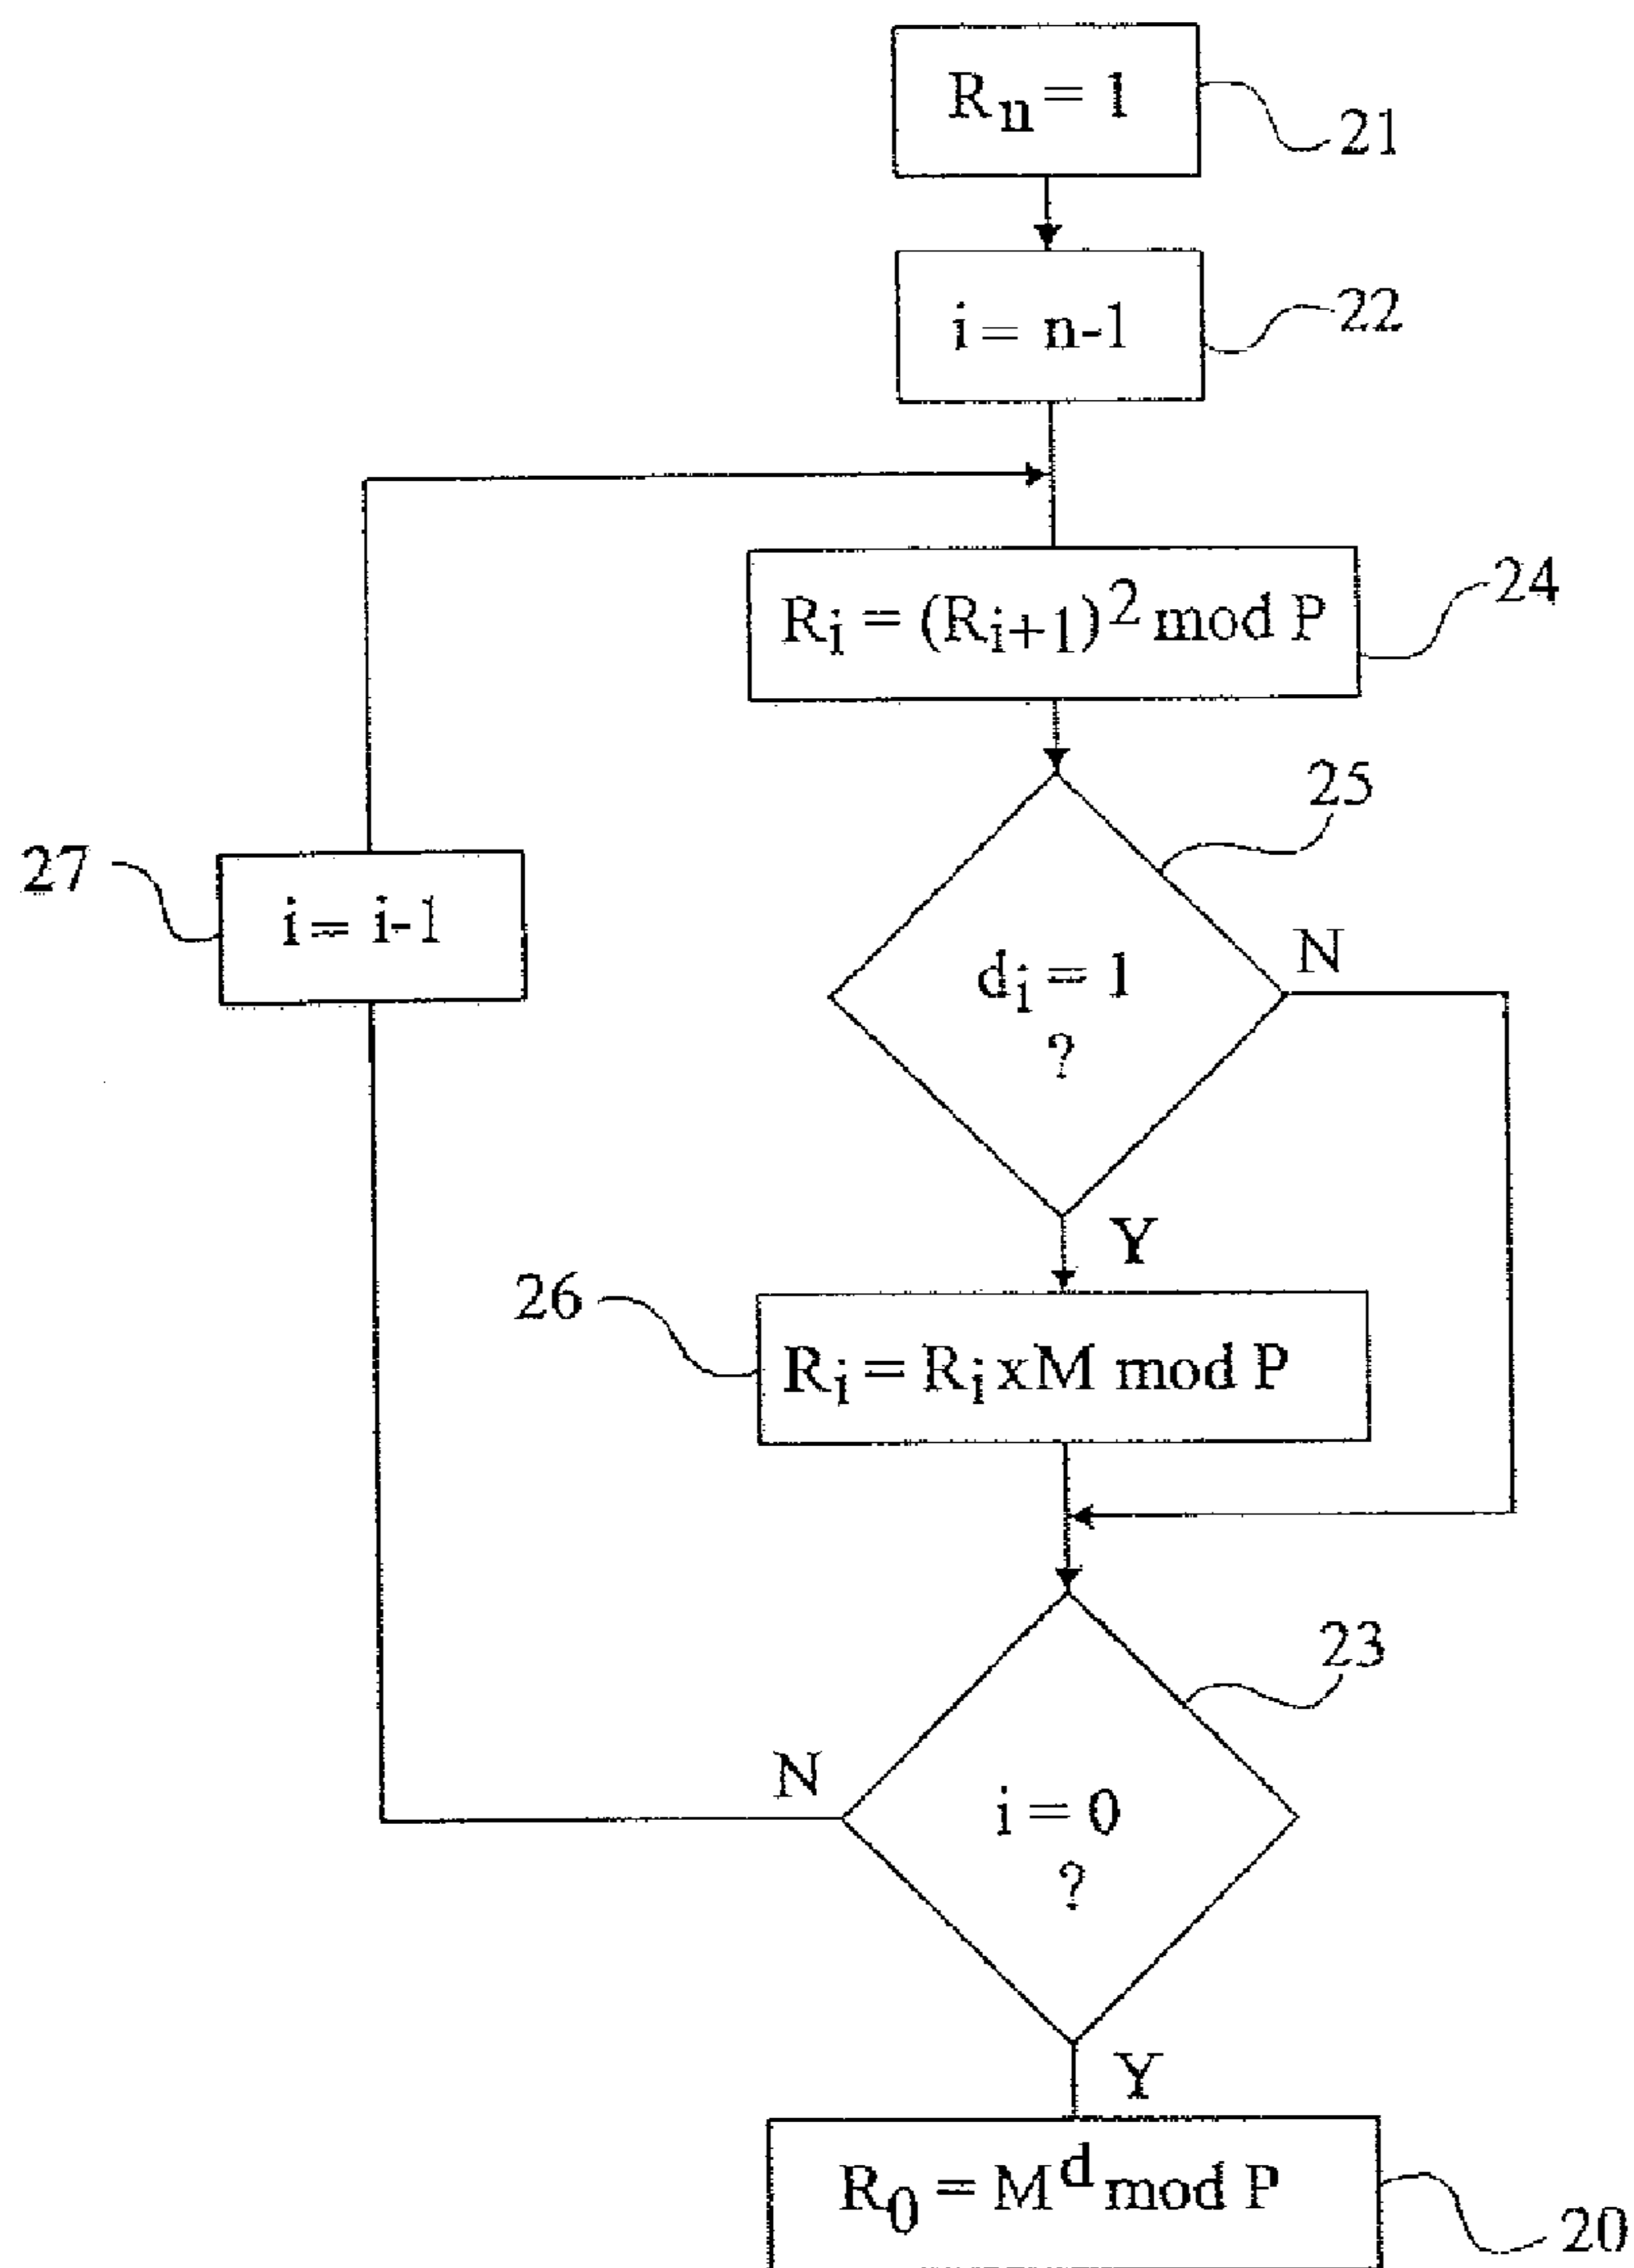 Rn = 1
21
i = n-1
22
Ri = (Ri+1)2 mod P
24
25
27
i = i-1
di = 1
?
N
Y
26
Ri = Ri xM mod P
23
N
i = 0
?
Y
R0 = Md mod P
20